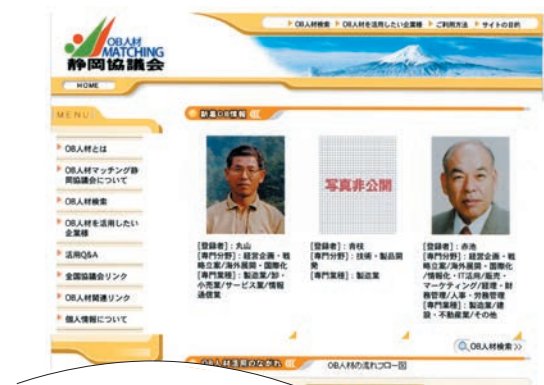 OB人材
MATCHING
静岡協議会
OB人材検索 OB人材を活用したい企業様 ご利用方法 サイトの目的
HOME
MENU
OB人材とは
OB人材マッチング静
岡協議会について
OB人材検索
OB人材を活用したい
企業様
活用Q&A
全国協議会リンク
OB人材関連リンク
個人情報について
新着OB情報
写真非公開
[登録者]：丸山
[専門分野]：経営企画・戦
略立案/海外展開・国際化
[専門業種]：製造業/卸・
小売業/サービス業/情報
通信業
[登録者]：青枝
[専門分野]：技術・製品開
発
[専門業種]：製造業
[登録者]：赤池
[専門分野]：経営企画・戦
略立案/海外展開・国際化
/情報化・IT活用/販売・
マーケティング/経理・財
務管理/人事・労務管理
[専門業種]：製造業/建
設・不動産業/その他
OB人材検索
OB人材活用のながれ
OB人材の流れフロー図